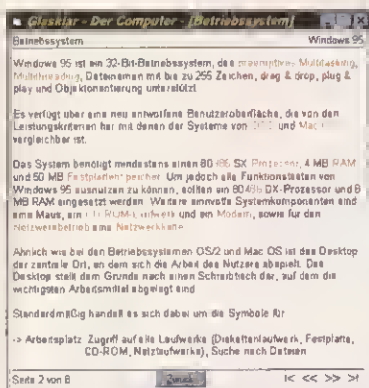 Glasklar - Der Computer - [Betriebssystem]
Betriebssystem Windows 95
Windows 95 ist ein 32-Bit-Betriebssystem, das preemptives Multitasking,
Multithreading, Dateinamen mit bis zu 255 Zeichen, drag & drop, plug &
play und Objektorientierung unterstützt.
Es verfügt über eine neu entworfene Benutzeroberfläche, die von den
Leistungskriterien her mit denen der Systeme von und Mac
vergleichbar ist.
Das System benötigt mindestens einen 80386 SX Prozessor, 4 MB RAM
und 50 MB Festplattenspeicher. Um jedoch alle Funktionalitäten von
Windows 95 ausnutzen zu können, sollten ein 80486 DX-Prozessor und 8
MB RAM eingesetzt werden. Weitere sinnvolle Systemkomponenten sind
eine Maus, ein CD-ROM-Laufwerk und ein Modem, sowie für den
Netzwerkbetrieb eine Netzwerkkarte.
Ähnlich wie bei den Betriebssystemen OS/2 und Mac OS ist das Desktop
der zentrale Ort, an dem sich die Arbeit des Nutzers abspielt. Das
Desktop stellt dem Grunde nach einen Schreibtisch dar, auf dem die
wichtigsten Arbeitsmittel abgelegt sind.
Standardmäßig handelt es sich dabei um die Symbole für
-> Arbeitsplatz Zugriff auf alle Laufwerke (Diskettenlaufwerk, Festplatte,
CD-ROM, Netzlaufwerke), Suche nach Dateien
Seite 2 von 8 Zurück |< << >> >|